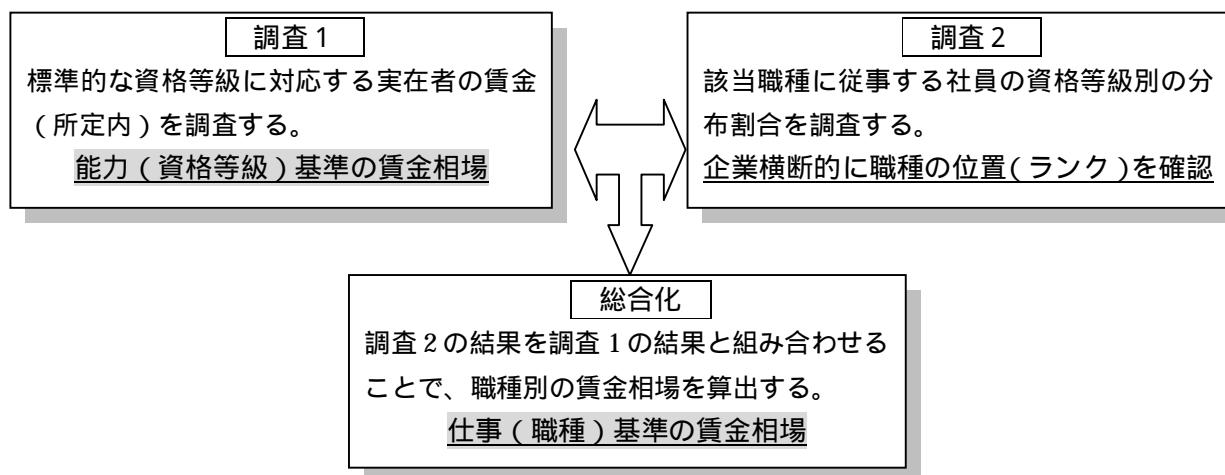 調査1
標準的な資格等級に対応する実在者の賃金
(所定内)を調査する。
能力(資格等級)基準の賃金相場
調査2
該当職種に従事する社員の資格等級別の分
布割合を調査する。
企業横断的に職種の位置(ランク)を確認
総合化
調査2の結果を調査1の結果と組み合わせる
ことで、職種別の賃金相場を算出する。
仕事(職種)基準の賃金相場